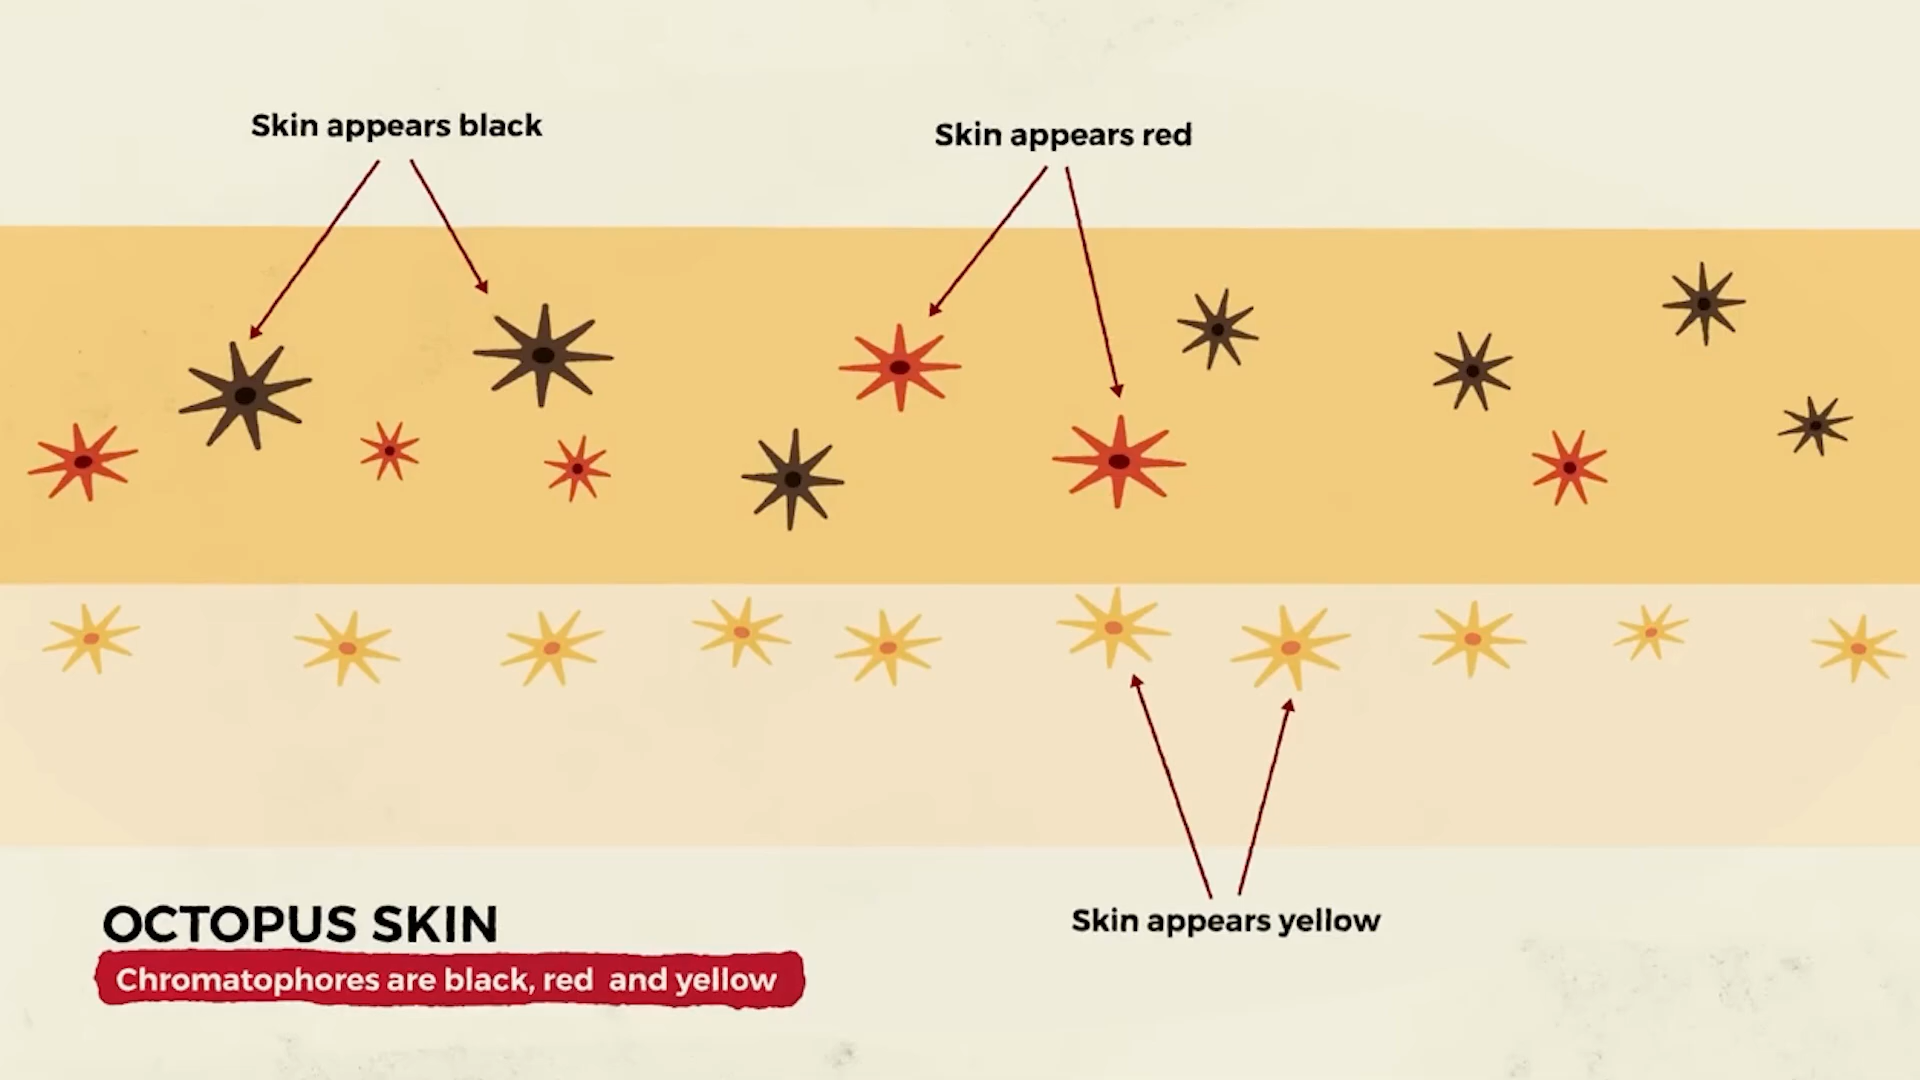 Skin appears black
Skin appears red
Skin appears yellow
OCTOPUS SKIN
Chromatophores are black, red  and yellow